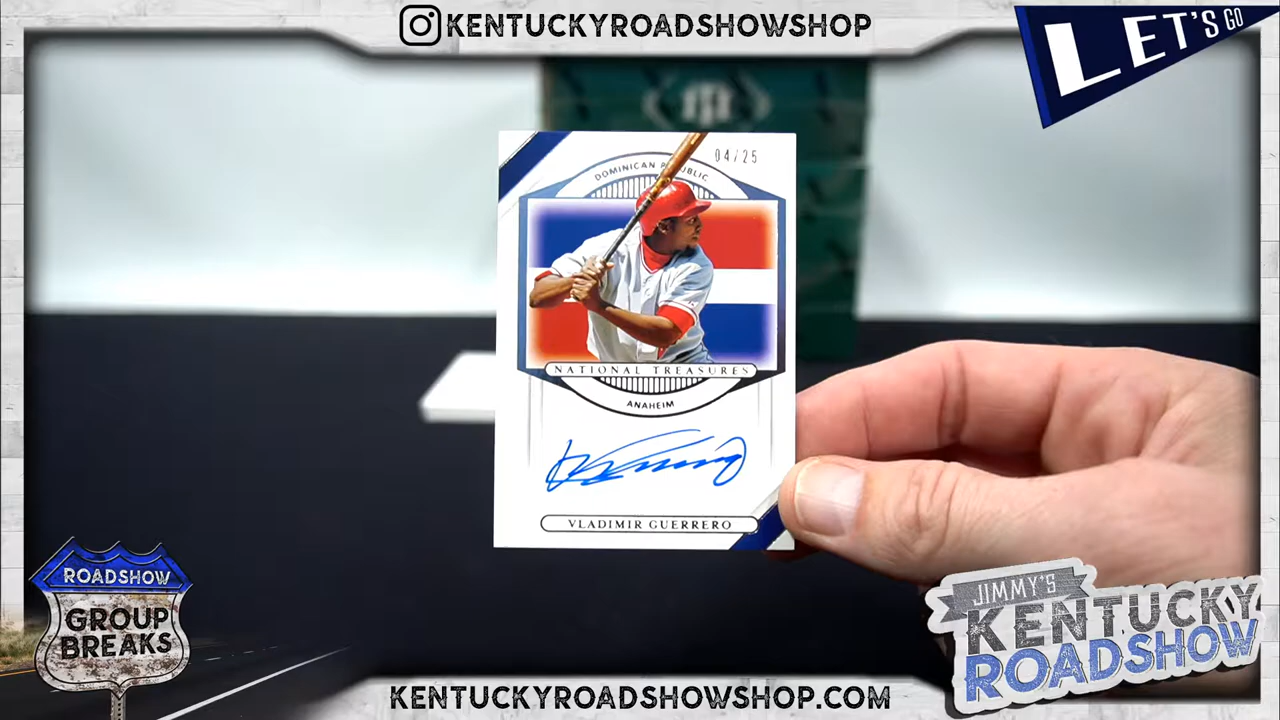 KENTUCKYROADSHOWSHOP
LET'S GO
04/25
DOMINICAN REPUBLIC
NATIONAL TREASURES
ANAHEIM
VLADIMIR GUERRERO
ROADSHOW
GROUP
BREAKS
JIMMY'S
KENTUCKY
ROADSHOW
KENTUCKYROADSHOWSHOP.COM